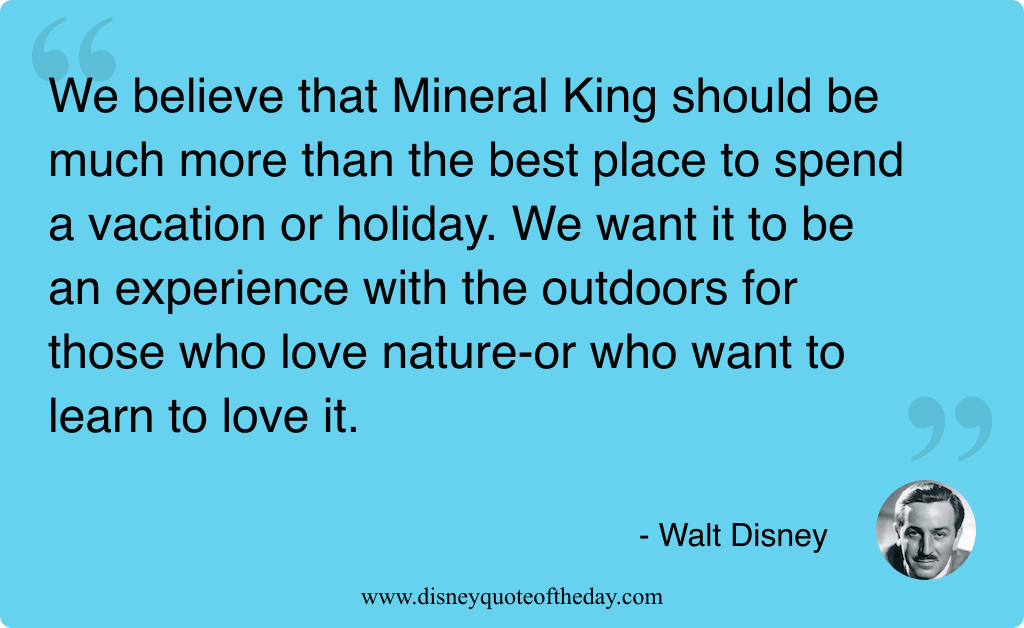 We believe that Mineral King should be
much more than the best place to spend
a vacation or holiday. We want it to be
an experience with the outdoors for
those who love nature-or who want to
learn to love it.
- Walt Disney
www.disneyquoteoftheday.com